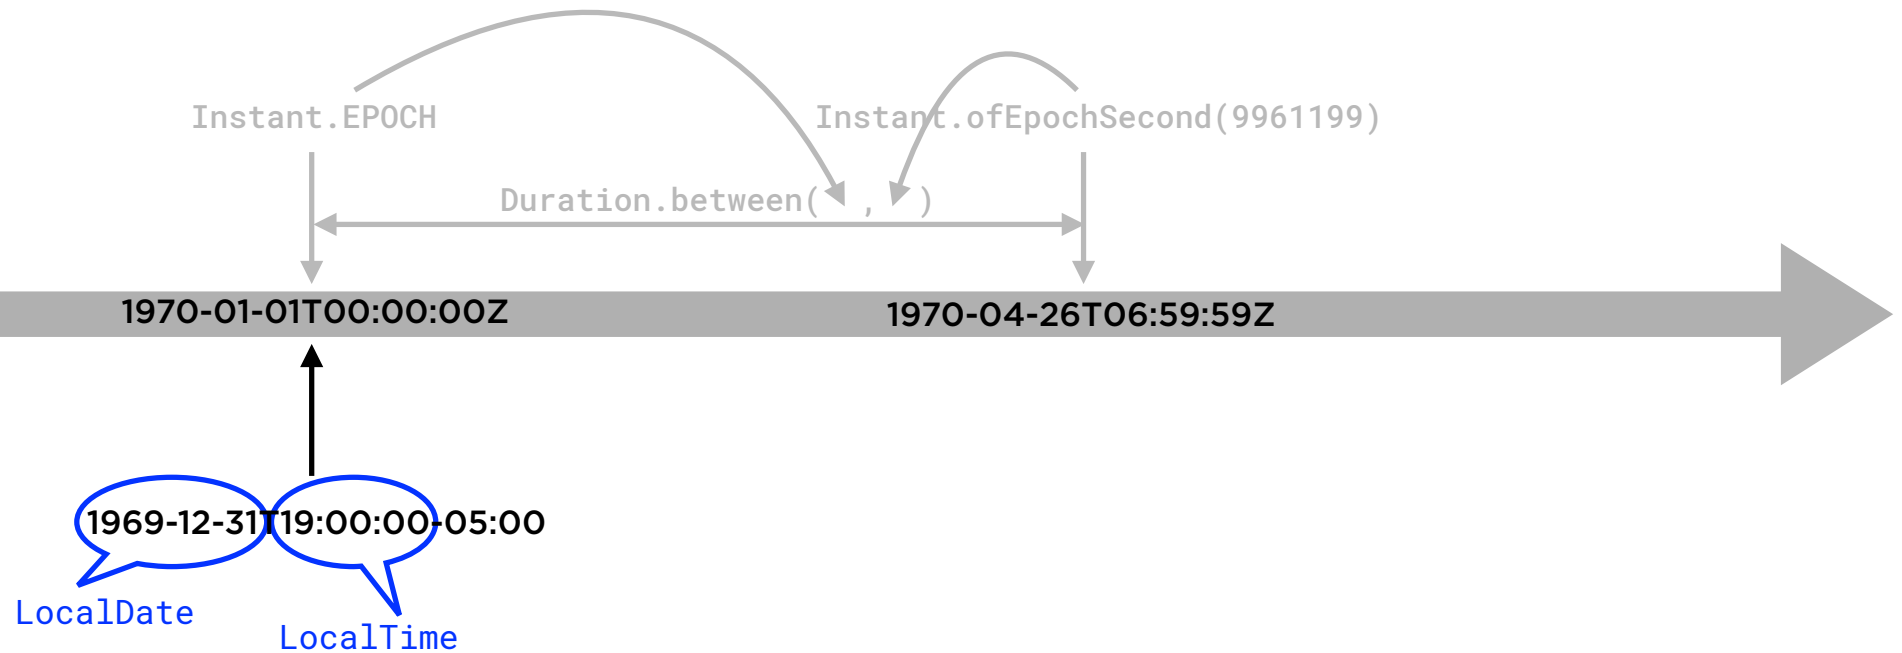 Instant.EPOCH
Instant.ofEpochSecond(9961199)
Duration.between( , )
1970-01-01T00:00:00Z
1970-04-26T06:59:59Z
1969-12-31T19:00:00-05:00
LocalDate
LocalTime